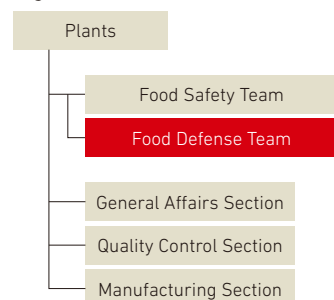 Plants
Food Safety Team
Food Defense Team
General Affairs Section
Quality Control Section
Manufacturing Section